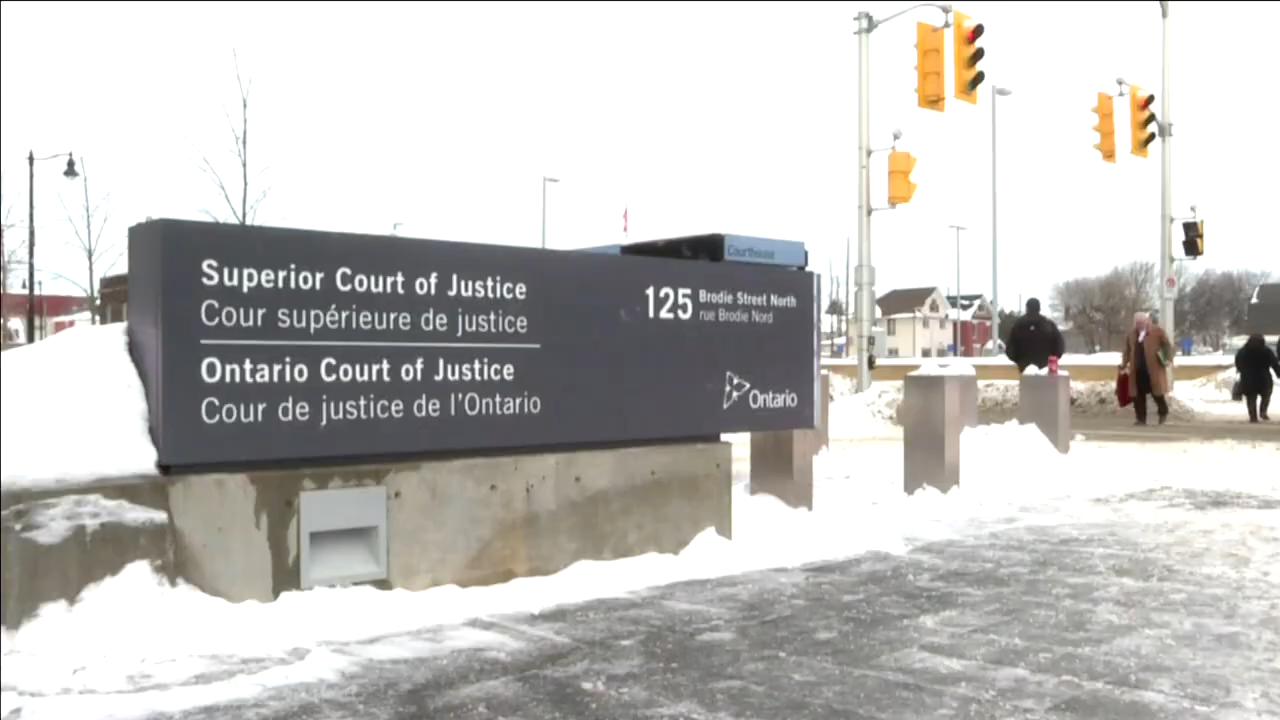 Superior Court of Justice
Cour supérieure de justice
Ontario Court of Justice
Cour de justice de l'Ontario
125 Brodie Street North
rue Brodie Nord
Ontario
Courthouse